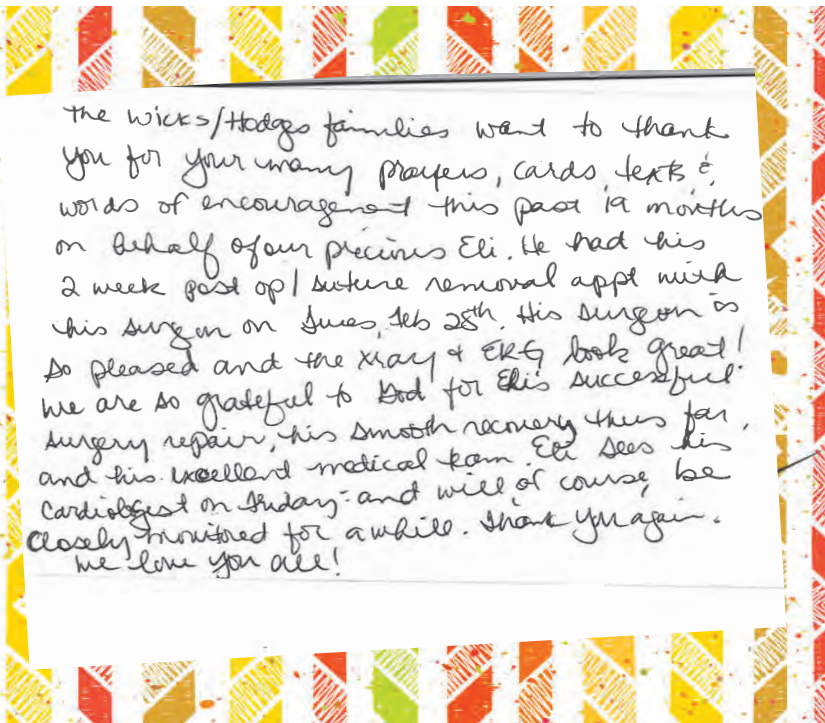 The Wicks/Hodges families want to thank
you for your many prayers, cards, texts &
words of encouragement this past 19 months
on behalf of our precious Eli. He had his
2 week post op/suture removal appt with
his surgeon on Tues, Feb 28th. His surgeon is
so pleased and the xray + EKG look great!
We are so grateful to God for Elis successful
surgery repair, his smooth recovery thus far,
and his excellent medical team. Eli sees his
cardiologist on Friday - and will, of course, be
closely monitored for awhile. Thank you again.
We love you all!